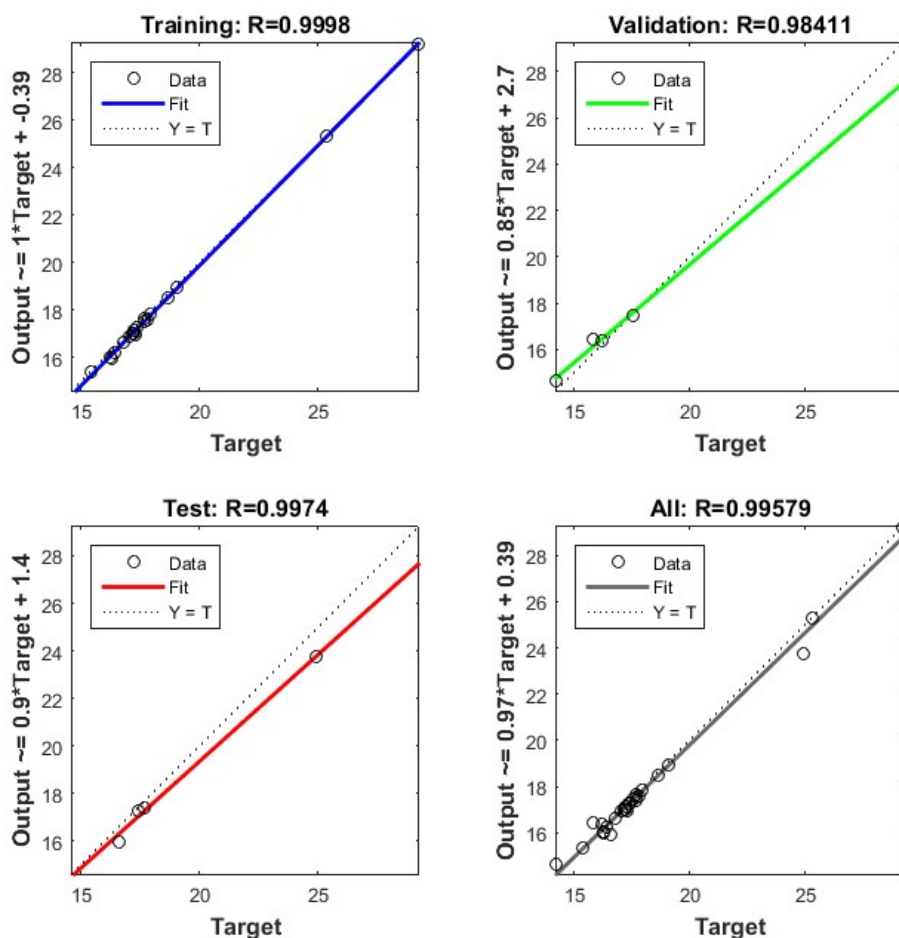 Training: R=0.9998
Output ~= 1*Target + -0.39
28
26
24
22
20
18
16
Data
Fit
Y = T
15
20
25
Target
Validation: R=0.98411
Output ~= 0.85*Target + 2.7
28
26
24
22
20
18
16
Data
Fit
Y = T
15
20
25
Target
Test: R=0.9974
Output ~= 0.9*Target + 1.4
28
26
24
22
20
18
16
Data
Fit
Y = T
15
20
25
Target
All: R=0.99579
Output ~= 0.97*Target + 0.39
28
26
24
22
20
18
16
Data
Fit
Y = T
15
20
25
Target